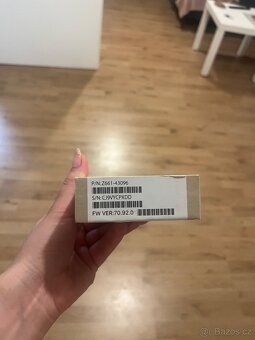 P/N:Z661-43096
S/N:CJ9VYCPXDD
FW VER:70.92.0
Bazos.cz